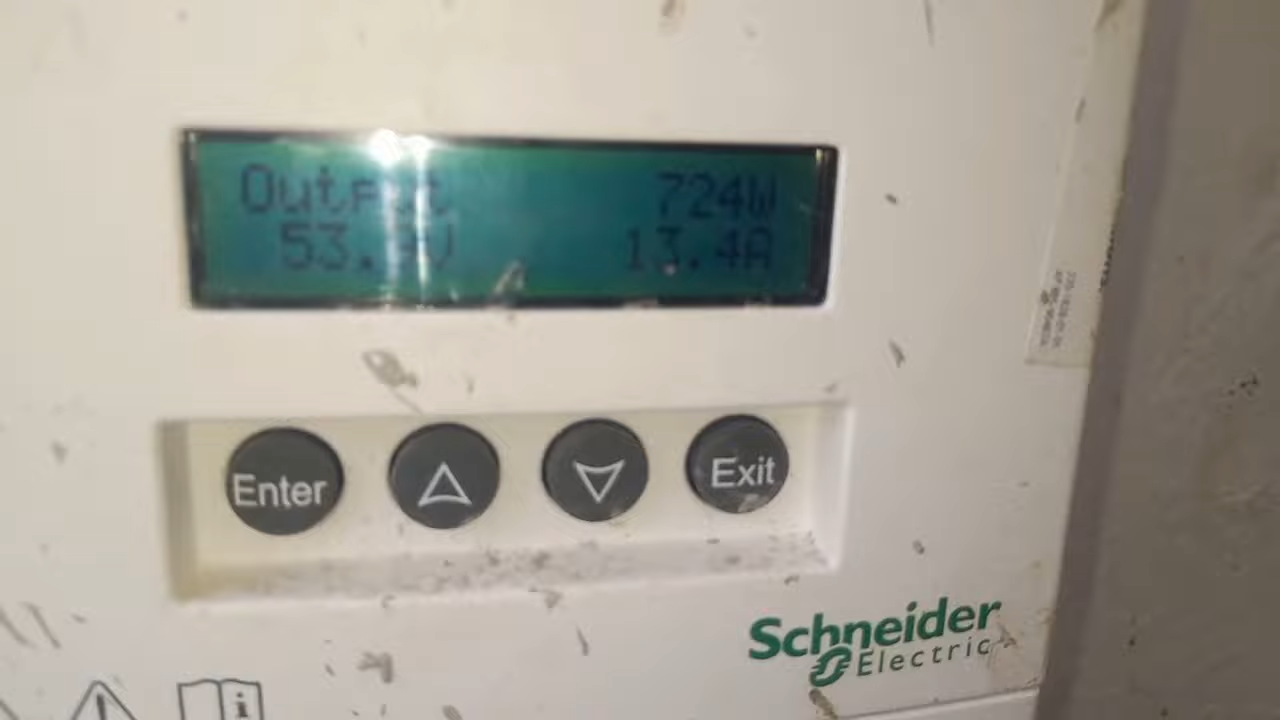 Output 724W
13.4A
Enter
Exit
Schneider
Electric
i